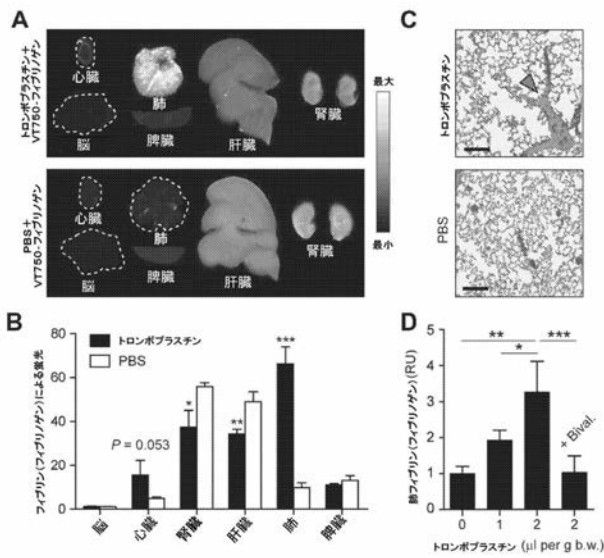 A
トロンボプラスチン+
VT750-フィブリノゲン
心臓
肺
脳
脾臓
肝臓
腎臓
最大
最小
PBS+
VT750-フィブリノゲン
心臓
肺
脳
脾臓
肝臓
腎臓
C
トロンボプラスチン
PBS
B
フィブリン(フィブリノゲン)による蛍光
80
60
40
20
0
トロンボプラスチン
PBS
P = 0.053
*
**
***
脳
心臓
腎臓
肝臓
肺
脾臓
D
肺フィブリン(フィブリノゲン)(RU)
5
4
3
2
1
0
**
***
*
+ Bival.
0 1 2 2
トロンボプラスチン (μl per g b.w.)